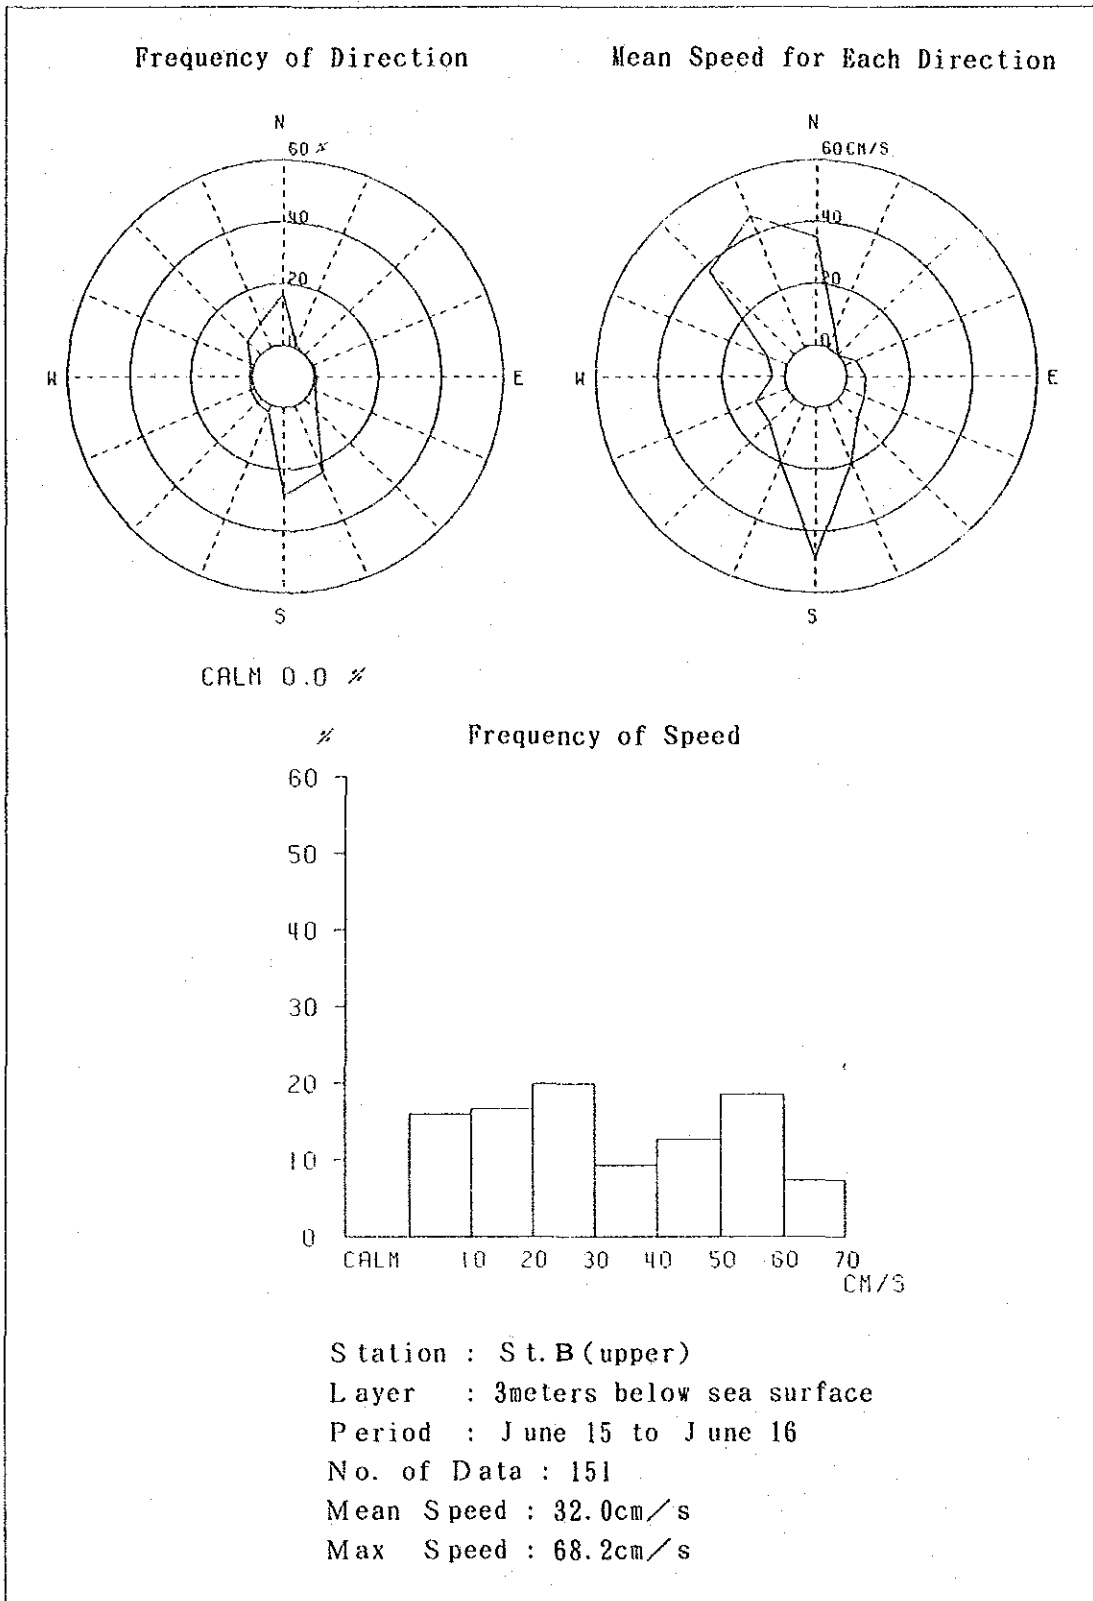 Frequency of Direction
Mean Speed for Each Direction
N
60 %
40
20
0
W
E
S
N
60CM/S
40
20
0
W
E
S
CALM 0.0 %
%
Frequency of Speed
60
50
40
30
20
10
0
CALM 10 20 30 40 50 60 70
CM/S
Station : St.B(upper)
Layer : 3meters below sea surface
Period : June 15 to June 16
No. of Data : 151
Mean Speed : 32.0cm/s
Max Speed : 68.2cm/s